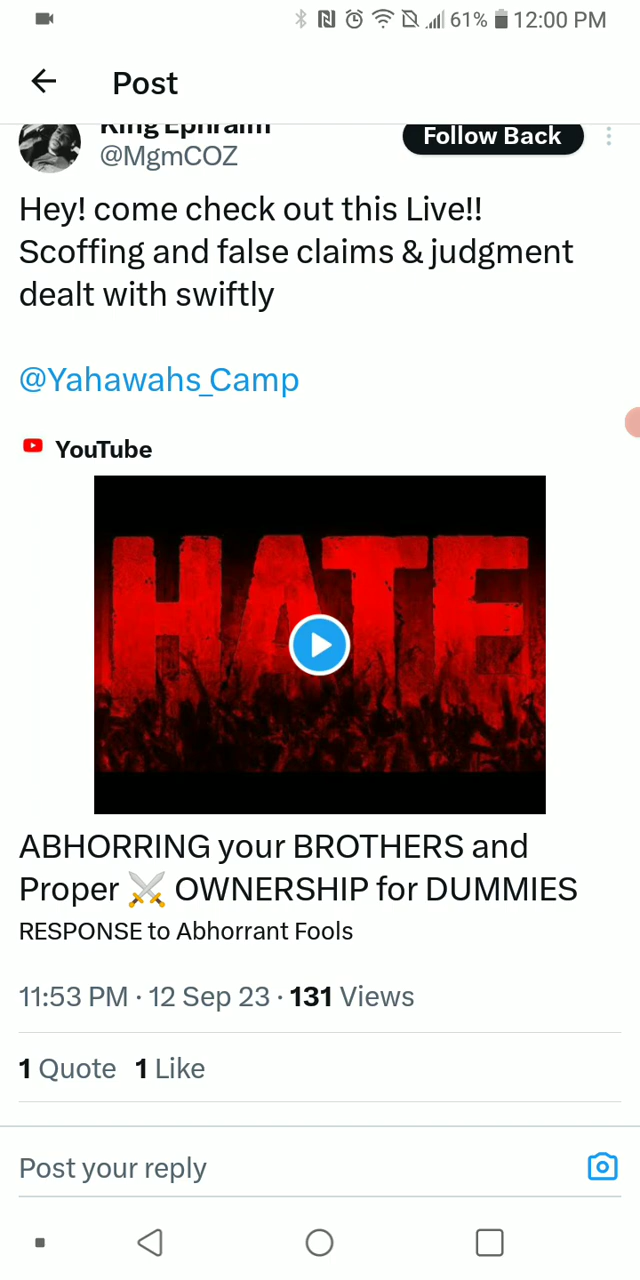 61% 12:00 PM
Post
King Ephraim
@MgmCOZ
Follow Back
Hey! come check out this Live!!
Scoffing and false claims & judgment
dealt with swiftly
@Yahawahs_Camp
YouTube
HATE
ABHORRING your BROTHERS and
Proper ⚔️ OWNERSHIP for DUMMIES
RESPONSE to Abhorrant Fools
11:53 PM · 12 Sep 23 · 131 Views
1 Quote 1 Like
Post your reply